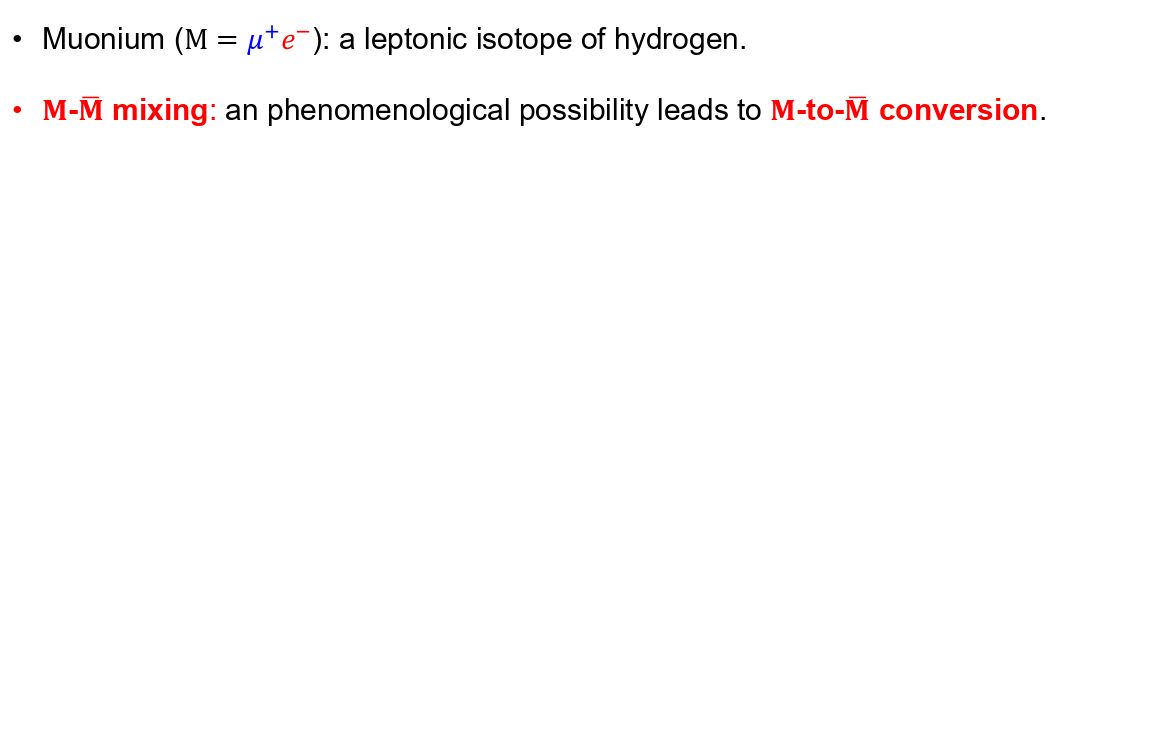 • Muonium (M = μ⁺e⁻): a leptonic isotope of hydrogen.
• M-M̅ mixing: an phenomenological possibility leads to M-to-M̅ conversion.